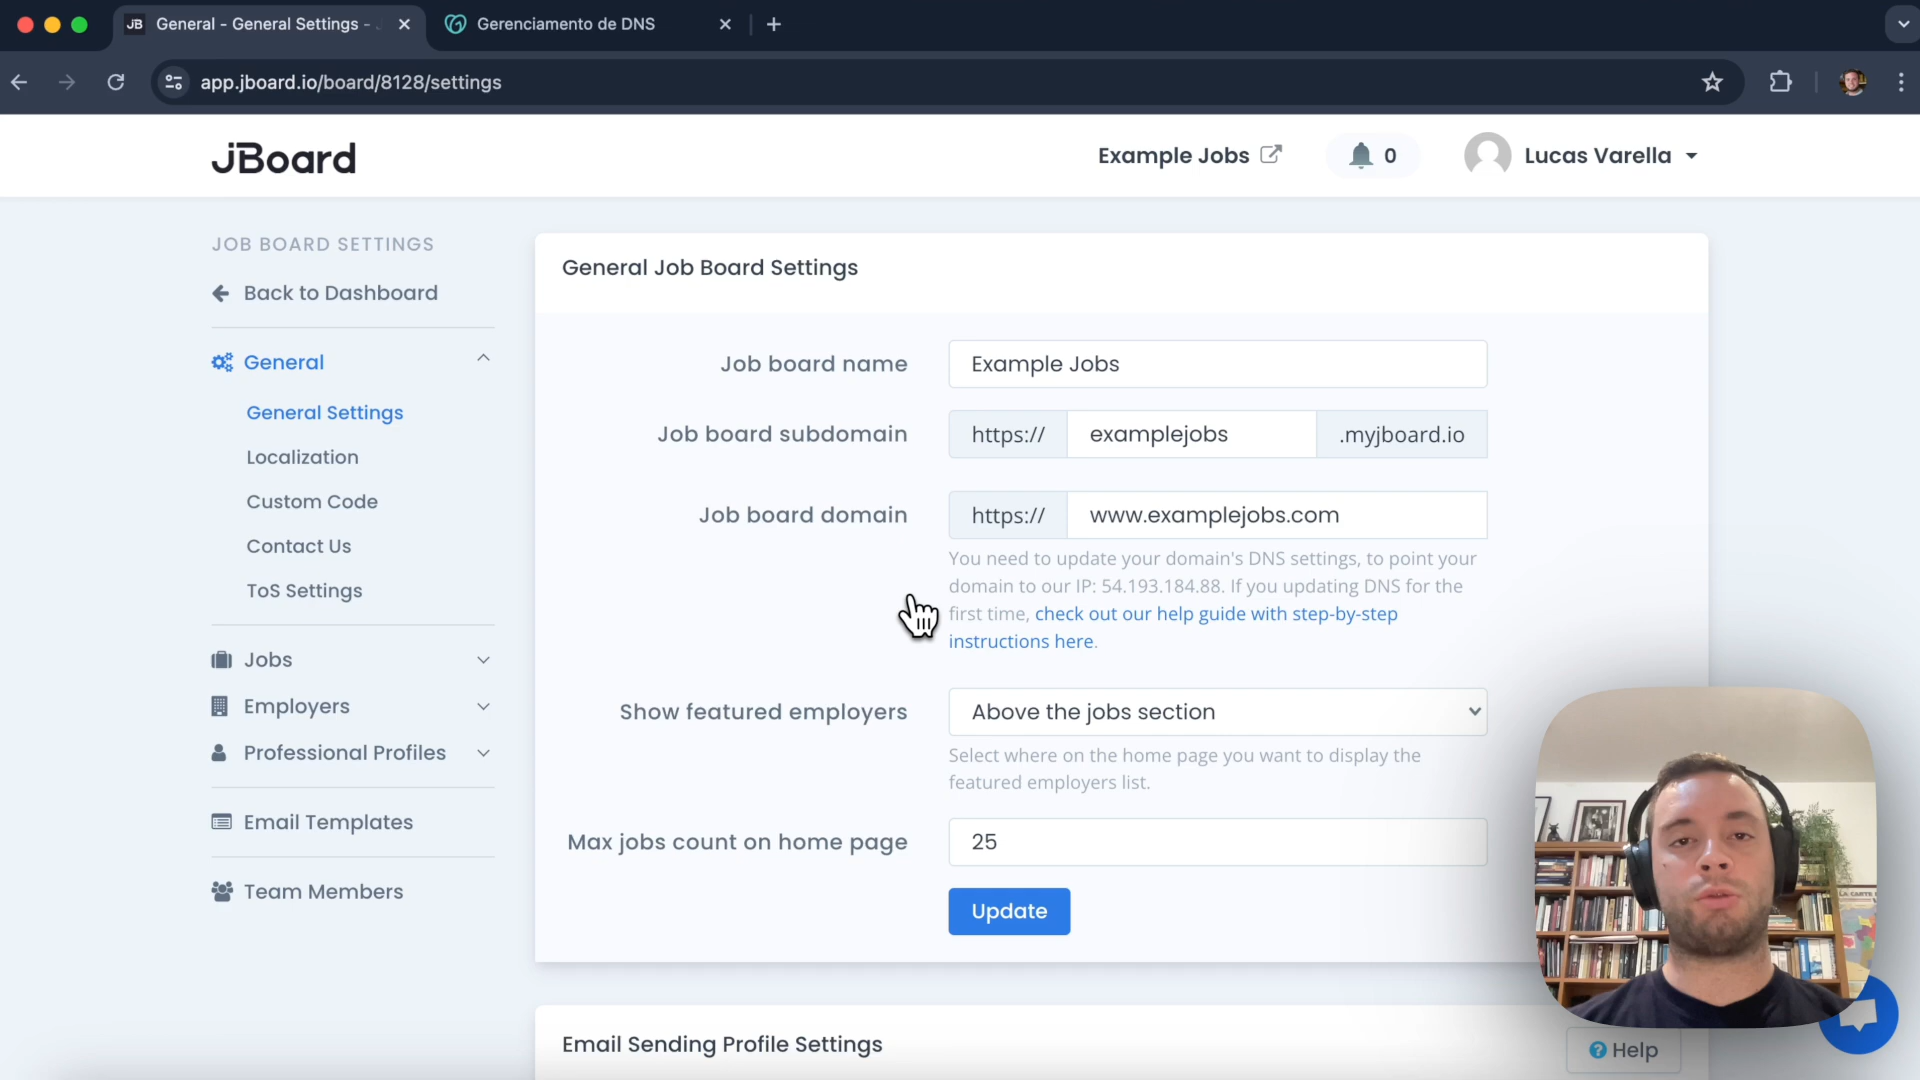 JB General - General Settings -
Gerenciamento de DNS
app.jboard.io/board/8128/settings
JBoard
Example Jobs
0
Lucas Varella
JOB BOARD SETTINGS
Back to Dashboard
General
General Settings
Localization
Custom Code
Contact Us
ToS Settings
Jobs
Employers
Professional Profiles
Email Templates
Team Members
General Job Board Settings
Job board name
Example Jobs
Job board subdomain
https://
examplejobs
.myjboard.io
Job board domain
https://
www.examplejobs.com
You need to update your domain's DNS settings, to point your
domain to our IP: 54.193.184.88. If you updating DNS for the
first time, check out our help guide with step-by-step
instructions here.
Show featured employers
Above the jobs section
Select where on the home page you want to display the
featured employers list.
Max jobs count on home page
25
Update
Email Sending Profile Settings
Help